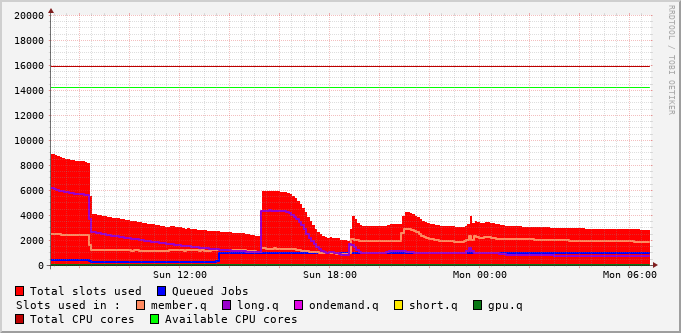 20000
18000
16000
14000
12000
10000
8000
6000
4000
2000
0
Sun 12:00 Sun 18:00 Mon 00:00 Mon 06:00
RRDTOOL / TOBI OETIKER
Total slots used Queued Jobs
Slots used in : member.q long.q ondemand.q short.q gpu.q
Total CPU cores Available CPU cores